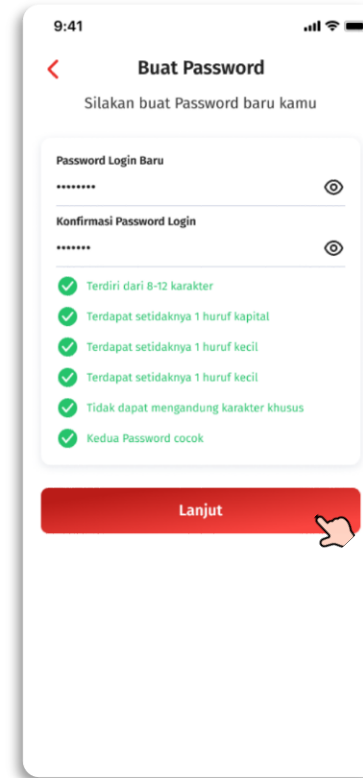 9:41
Buat Password
Silakan buat Password baru kamu
Password Login Baru
••••••••
Konfirmasi Password Login
•••••••
Terdiri dari 8-12 karakter
Terdapat setidaknya 1 huruf kapital
Terdapat setidaknya 1 huruf kecil
Terdapat setidaknya 1 huruf kecil
Tidak dapat mengandung karakter khusus
Kedua Password cocok
Lanjut